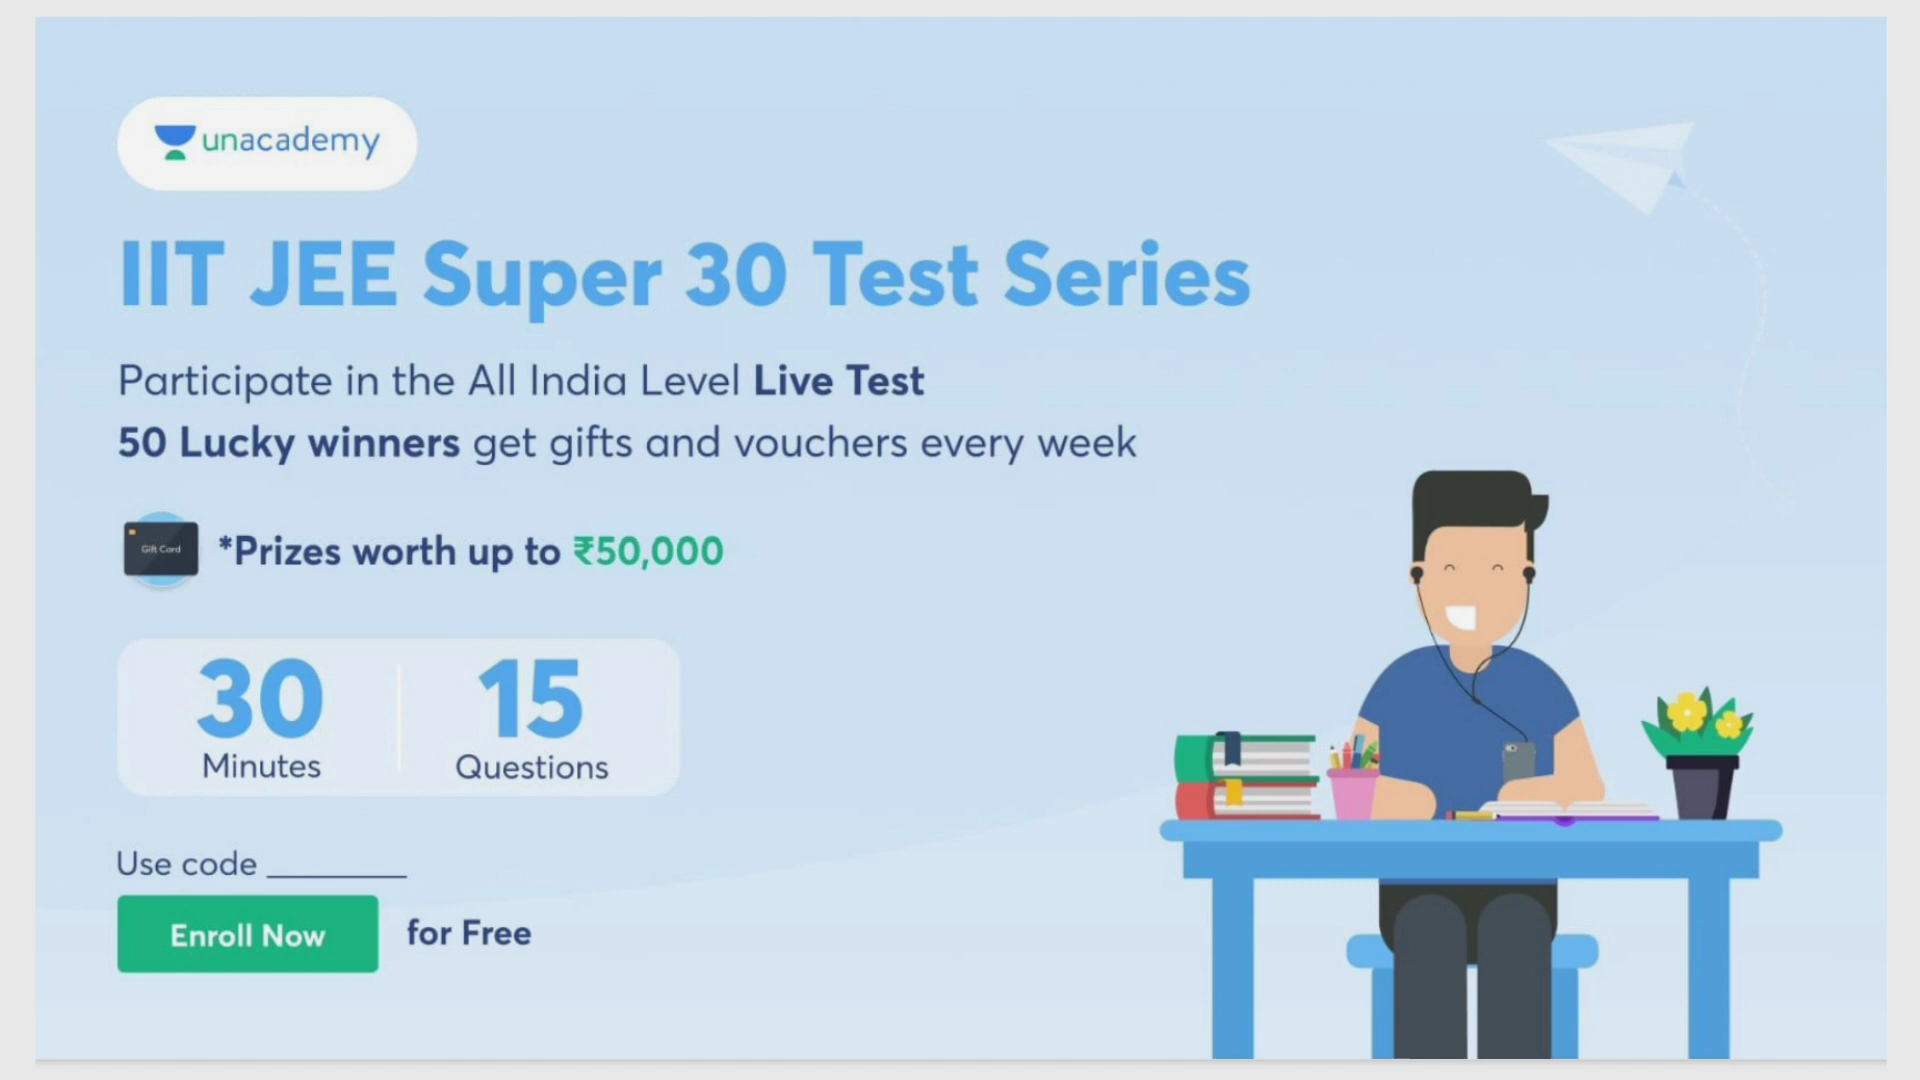 unacademy
IIT JEE Super 30 Test Series
Participate in the All India Level Live Test
50 Lucky winners get gifts and vouchers every week
Gift Card
*Prizes worth up to ₹50,000
30
Minutes
15
Questions
Use code ________
Enroll Now
for Free